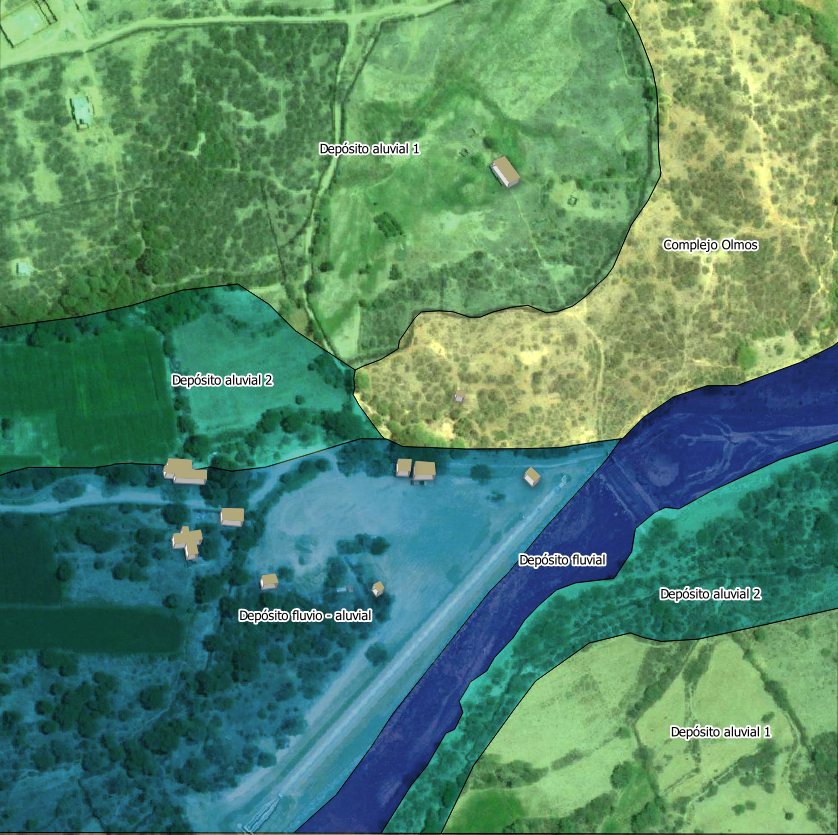 Depósito aluvial 1
Complejo Olmos
Depósito aluvial 2
Depósito fluvial
Depósito aluvial 2
Depósito fluvio - aluvial
Depósito aluvial 1